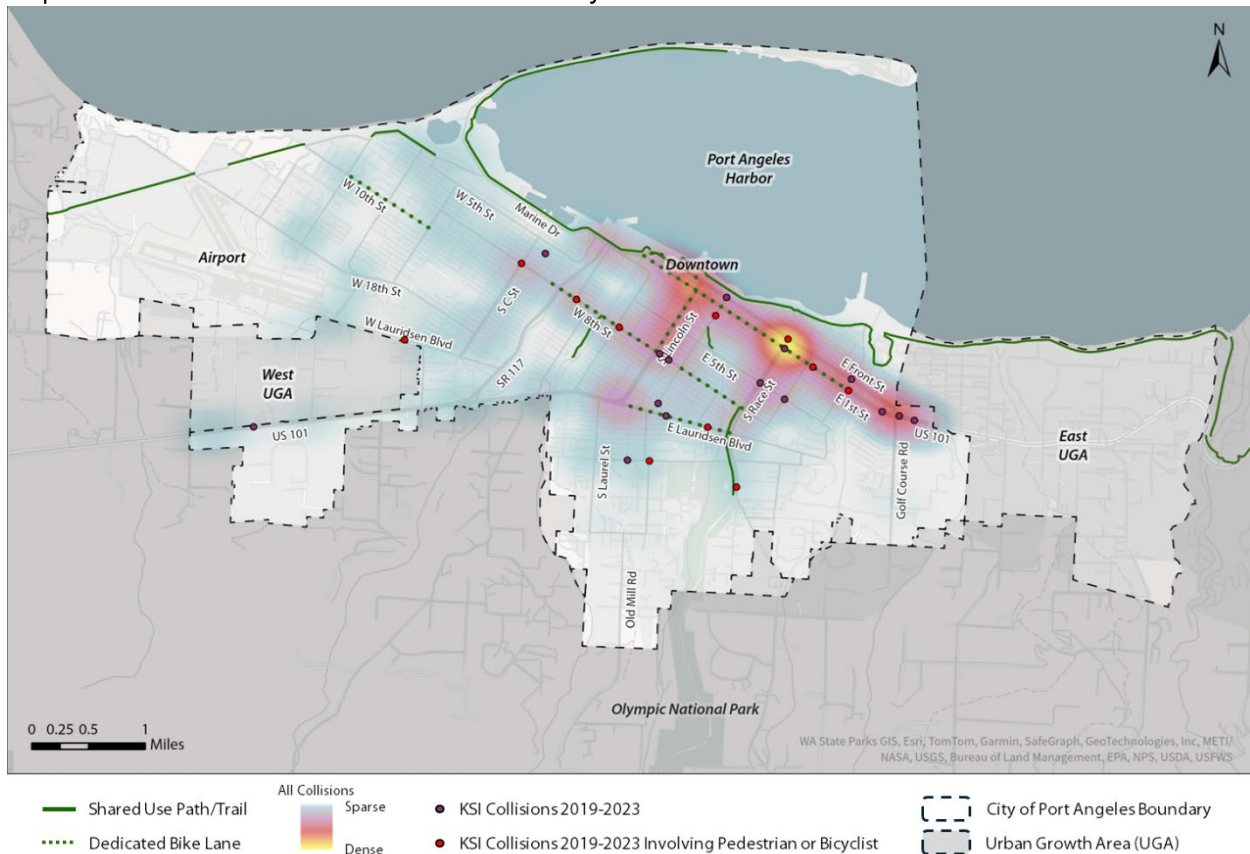 N
Port Angeles
Harbor
W 10th St
W 5th St
Marine Dr
Downtown
Airport
W 18th St
S C St
W 8th St
S Lincoln St
E 5th St
E Front St
W Lauridsen Blvd
West
UGA
SR 117
S Race St
E 1st St
US 101
E Lauridsen Blvd
US 101
East
UGA
S Laurel St
Golf Course Rd
Old Mill Rd
Olympic National Park
0 0.25 0.5 1
Miles
WA State Parks GIS, Esri, TomTom, Garmin, SafeGraph, GeoTechnologies, Inc, METI/
NASA, USGS, Bureau of Land Management, EPA, NPS, USDA, USFWS
Shared Use Path/Trail
Dedicated Bike Lane
All Collisions
Sparse
Dense
KSI Collisions 2019-2023
KSI Collisions 2019-2023 Involving Pedestrian or Bicyclist
City of Port Angeles Boundary
Urban Growth Area (UGA)